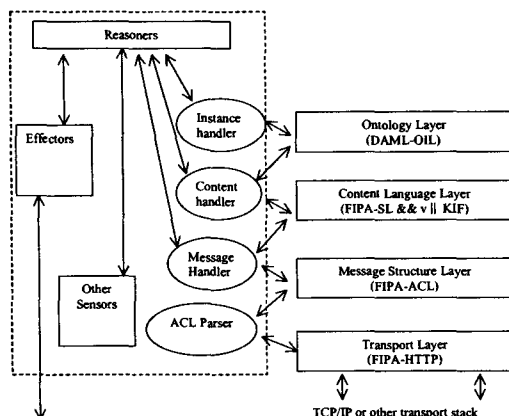 Reasoners
Effectors
Instance
handler
Ontology Layer
(DAML-OIL)
Content
handler
Content Language Layer
(FIPA-SL && v || KIF)
Message
Handler
Other
Sensors
Message Structure Layer
(FIPA-ACL)
ACL Parser
Transport Layer
(FIPA-HTTP)
TCP/IP or other transport stack